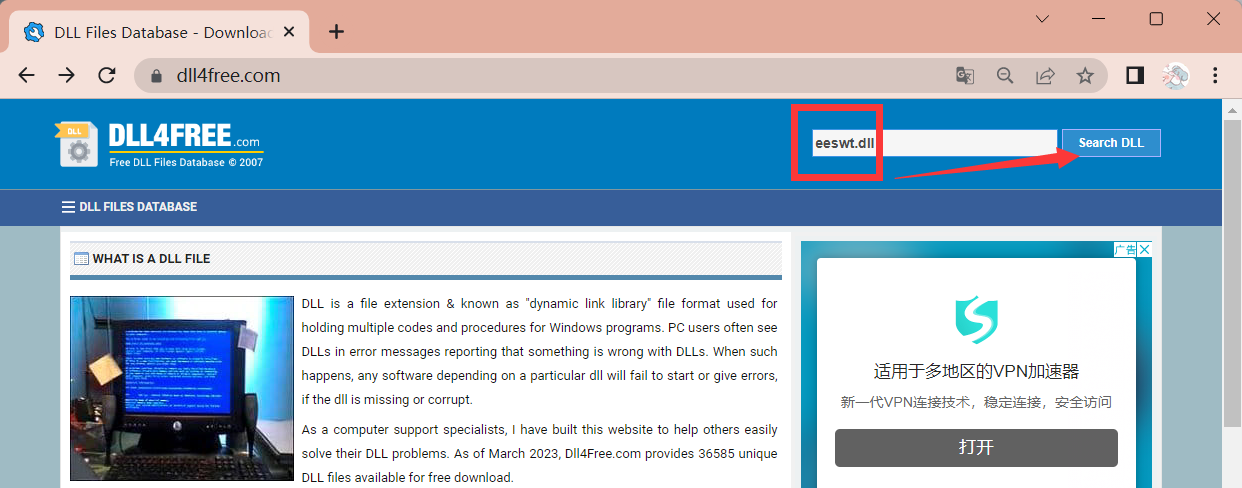 DLL Files Database - Download
dll4free.com
DLL
DLL4FREE.com
Free DLL Files Database © 2007
eeswt.dll
Search DLL
DLL FILES DATABASE
WHAT IS A DLL FILE
DLL is a file extension & known as "dynamic link library" file format used for
holding multiple codes and procedures for Windows programs. PC users often see
DLLs in error messages reporting that something is wrong with DLLs. When such
happens, any software depending on a particular dll will fail to start or give errors,
if the dll is missing or corrupt.
As a computer support specialists, I have built this website to help others easily
solve their DLL problems. As of March 2023, Dll4Free.com provides 36585 unique
DLL files available for free download.
广告
适用于多地区的VPN加速器
新一代VPN连接技术，稳定连接，安全访问
打开